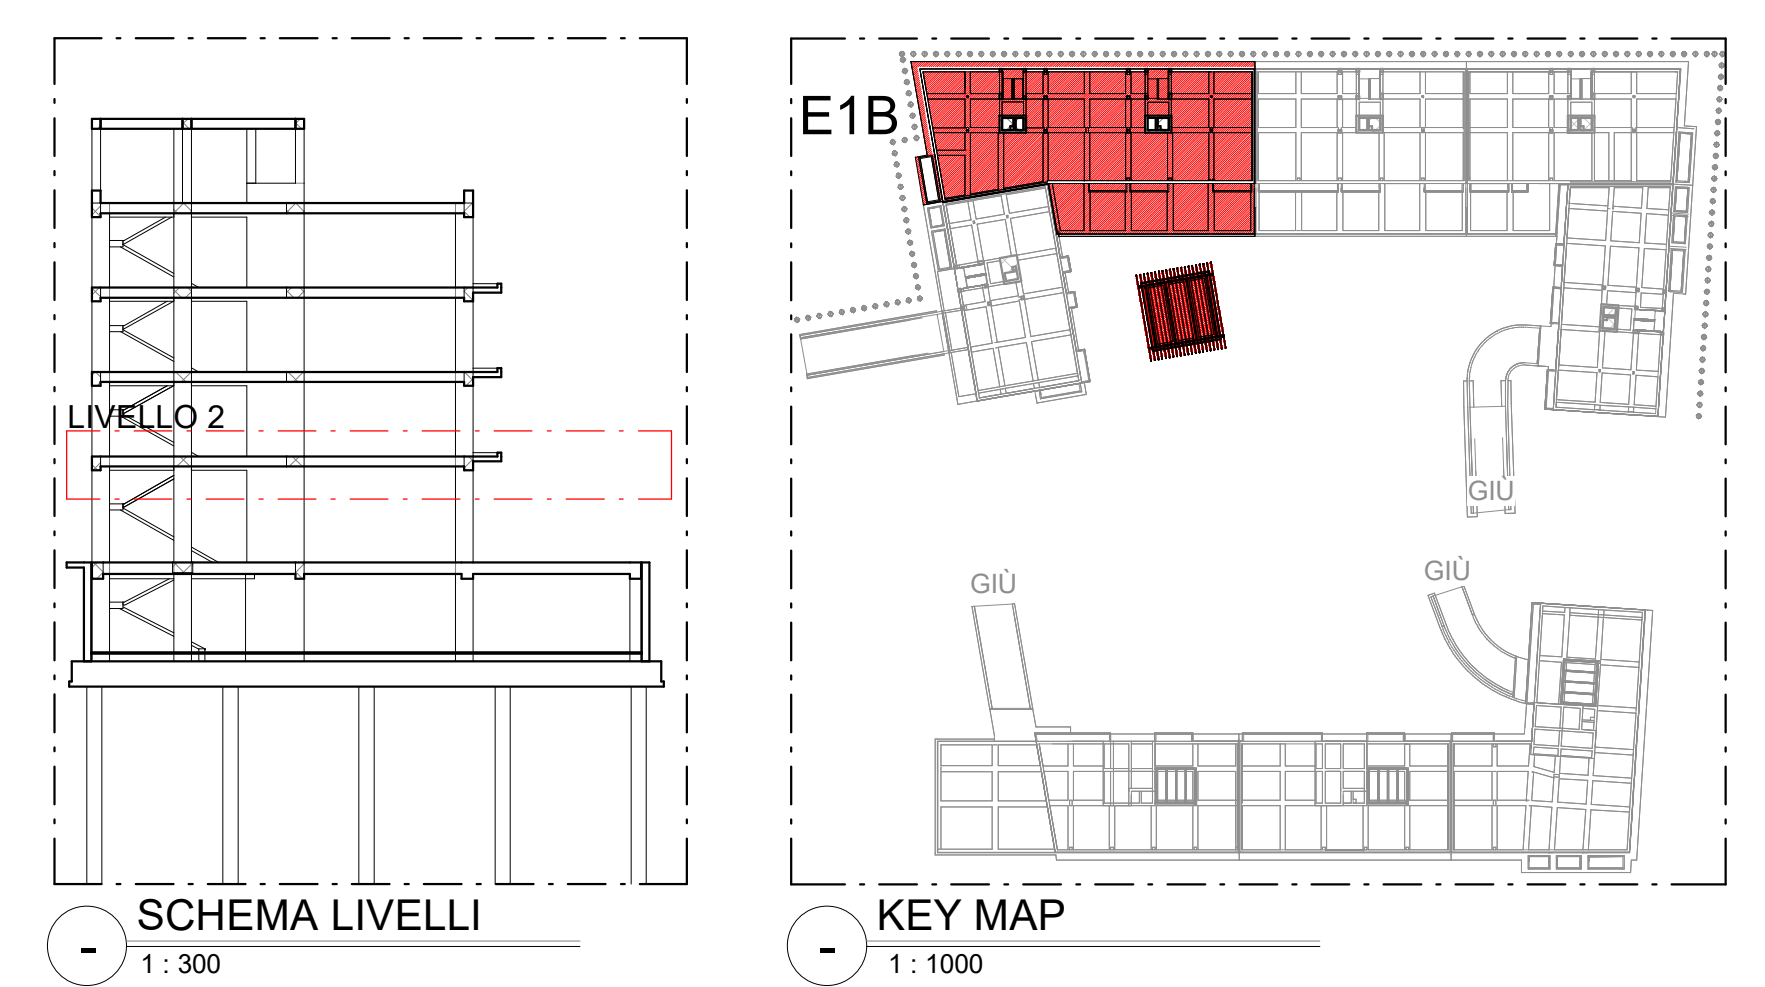 E1B
LIVELLO 2
GIÙ
GIÙ
GIÙ
-
SCHEMA LIVELLI
1 : 300
-
KEY MAP
1 : 1000